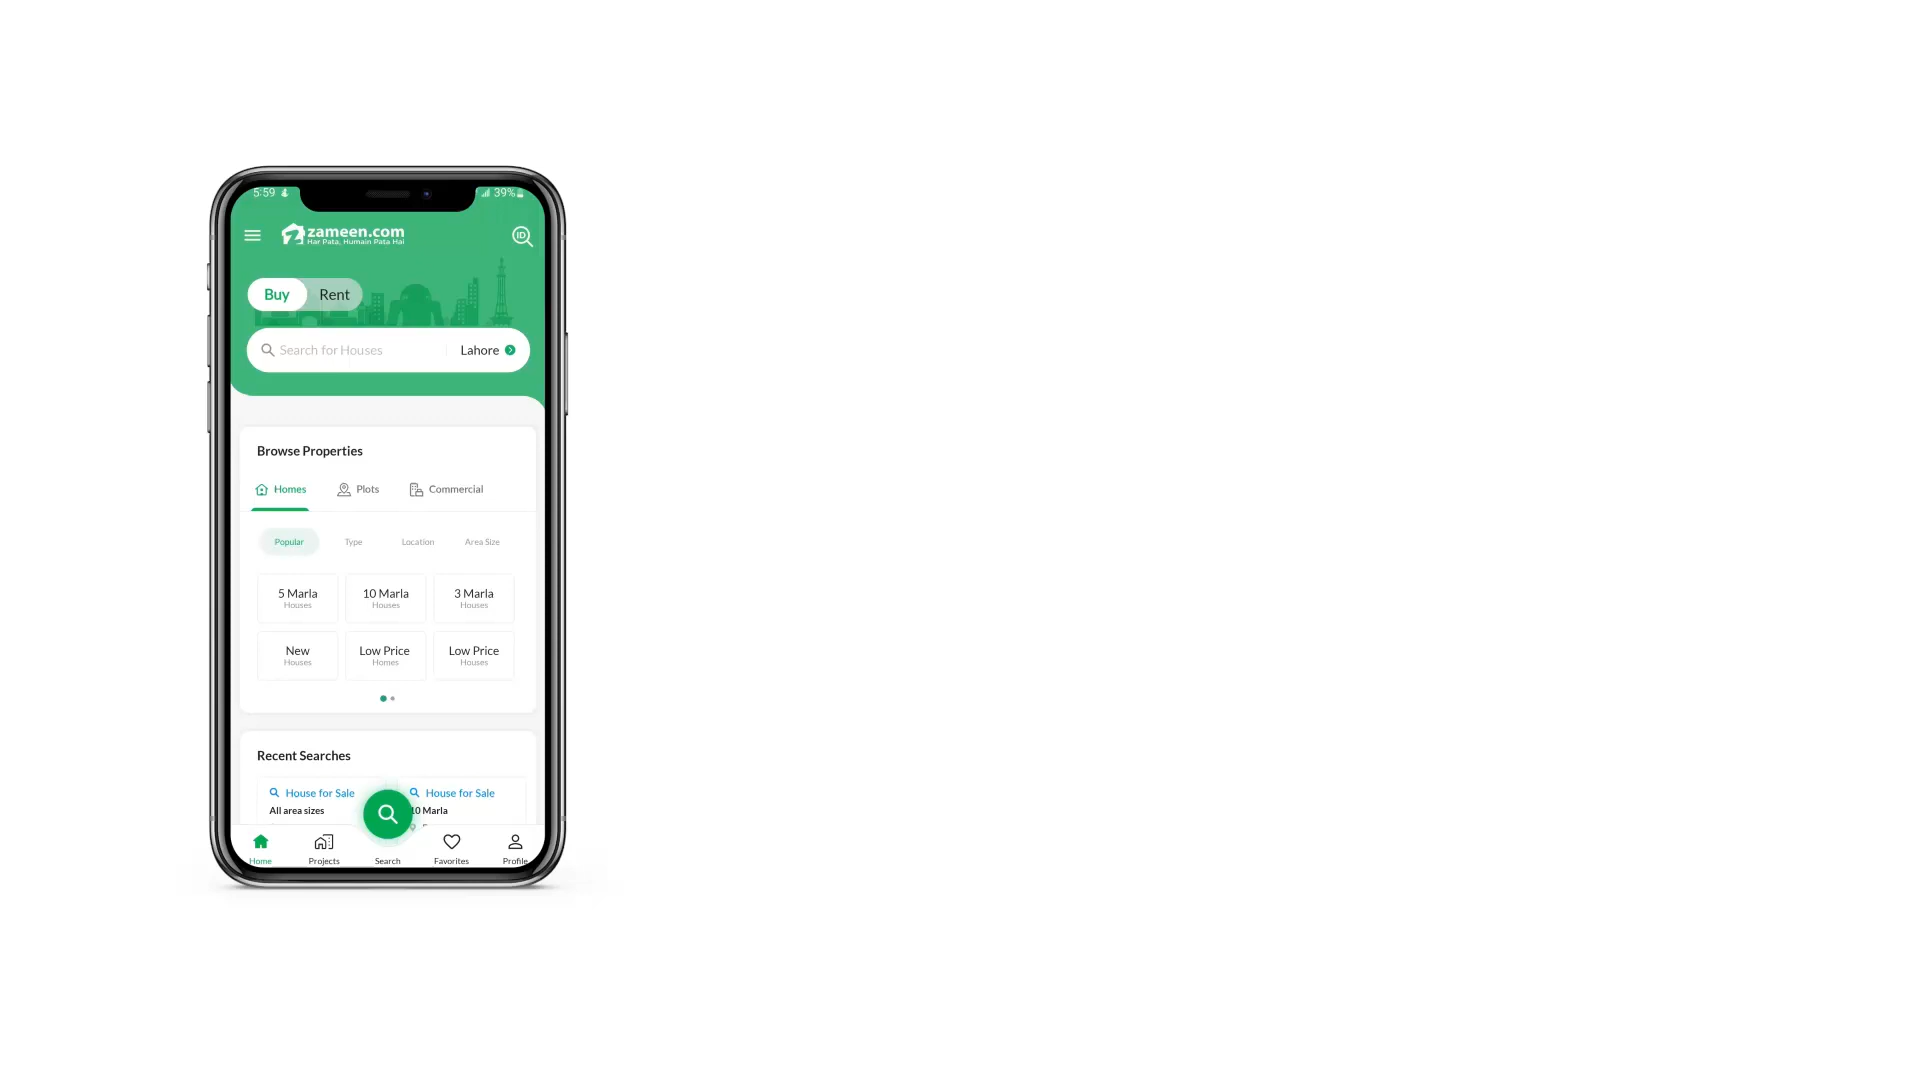 5:59
39%
zameen.com
Har Pata, Humain Pata Hai
ID
Buy
Rent
Search for Houses
Lahore
Browse Properties
Homes
Plots
Commercial
Popular
Type
Location
Area Size
5 Marla
Houses
10 Marla
Houses
3 Marla
Houses
New
Houses
Low Price
Homes
Low Price
Houses
Recent Searches
House for Sale
All area sizes
House for Sale
10 Marla
Home
Projects
Search
Favorites
Profile